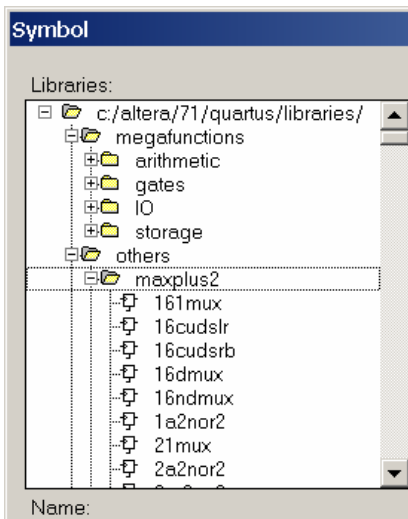 Symbol
Libraries:
c:/altera/71/quartus/libraries/
megafunctions
arithmetic
gates
IO
storage
others
maxplus2
161mux
16cudslr
16cudsrb
16dmux
16ndmux
1a2nor2
21mux
2a2nor2
Name: